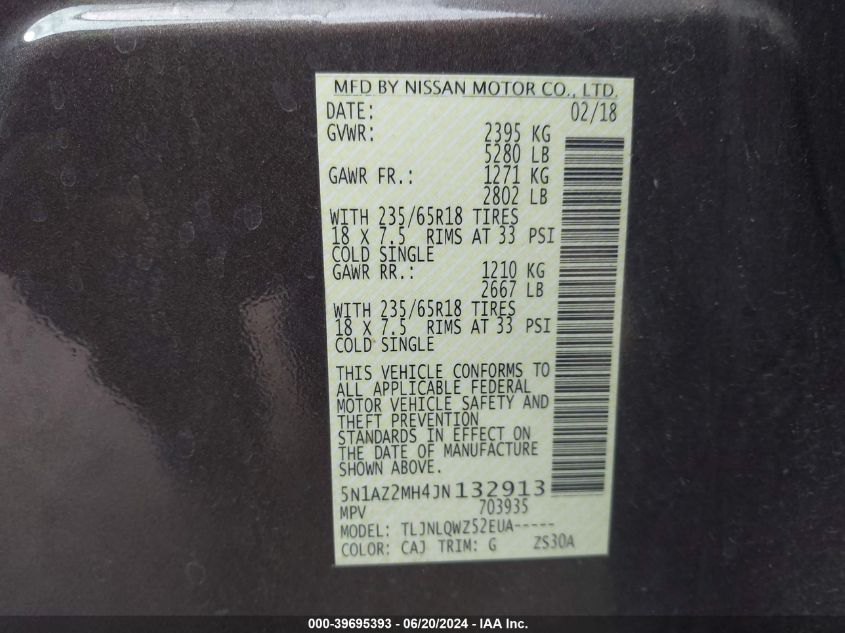 MFD BY NISSAN MOTOR CO., LTD.
DATE: 02/18
GVWR: 2395 KG
5280 LB
GAWR FR.: 1271 KG
2802 LB
WITH 235/65R18 TIRES
18 X 7.5 RIMS AT 33 PSI
COLD SINGLE
GAWR RR.: 1210 KG
2667 LB
WITH 235/65R18 TIRES
18 X 7.5 RIMS AT 33 PSI
COLD SINGLE
THIS VEHICLE CONFORMS TO
ALL APPLICABLE FEDERAL
MOTOR VEHICLE SAFETY AND
THEFT PREVENTION
STANDARDS IN EFFECT ON
THE DATE OF MANUFACTURE
SHOWN ABOVE.
5N1AZ2MH4JN132913
MPV 703935
MODEL: TLJNLQWZ52EUA-----
COLOR: CAJ TRIM: G ZS30A
000-39695393 - 06/20/2024 - IAA Inc.